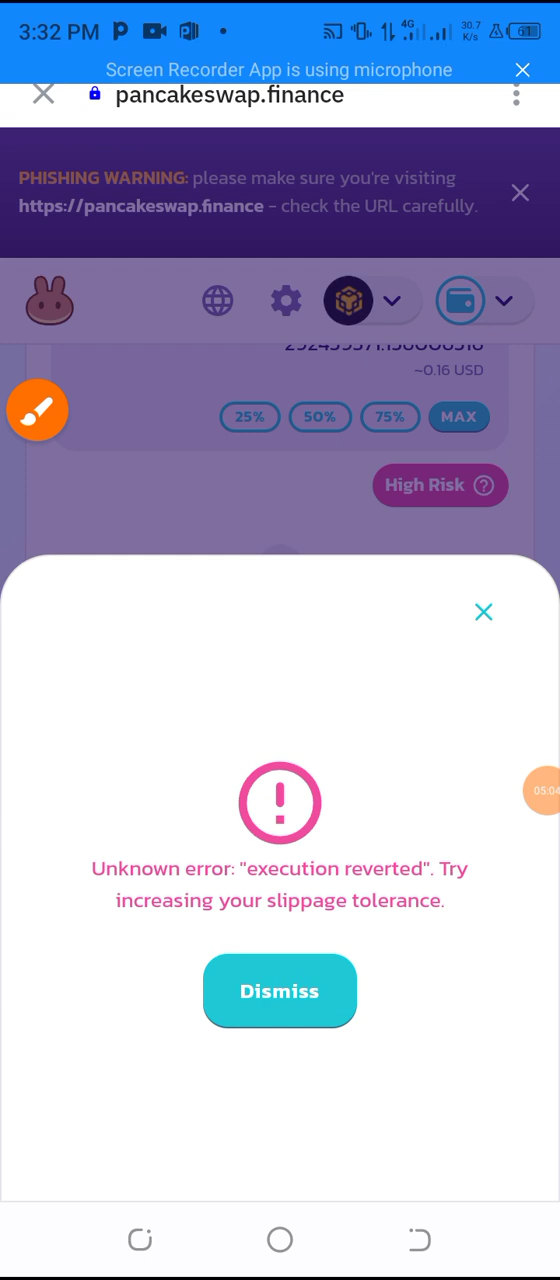 3:32 PM
4G
30.7
K/s
61
Screen Recorder App is using microphone
pancakeswap.finance
PHISHING WARNING: please make sure you're visiting
https://pancakeswap.finance - check the URL carefully.
~0.16 USD
25% 50% 75% MAX
High Risk
05:04
Unknown error: "execution reverted". Try
increasing your slippage tolerance.
Dismiss